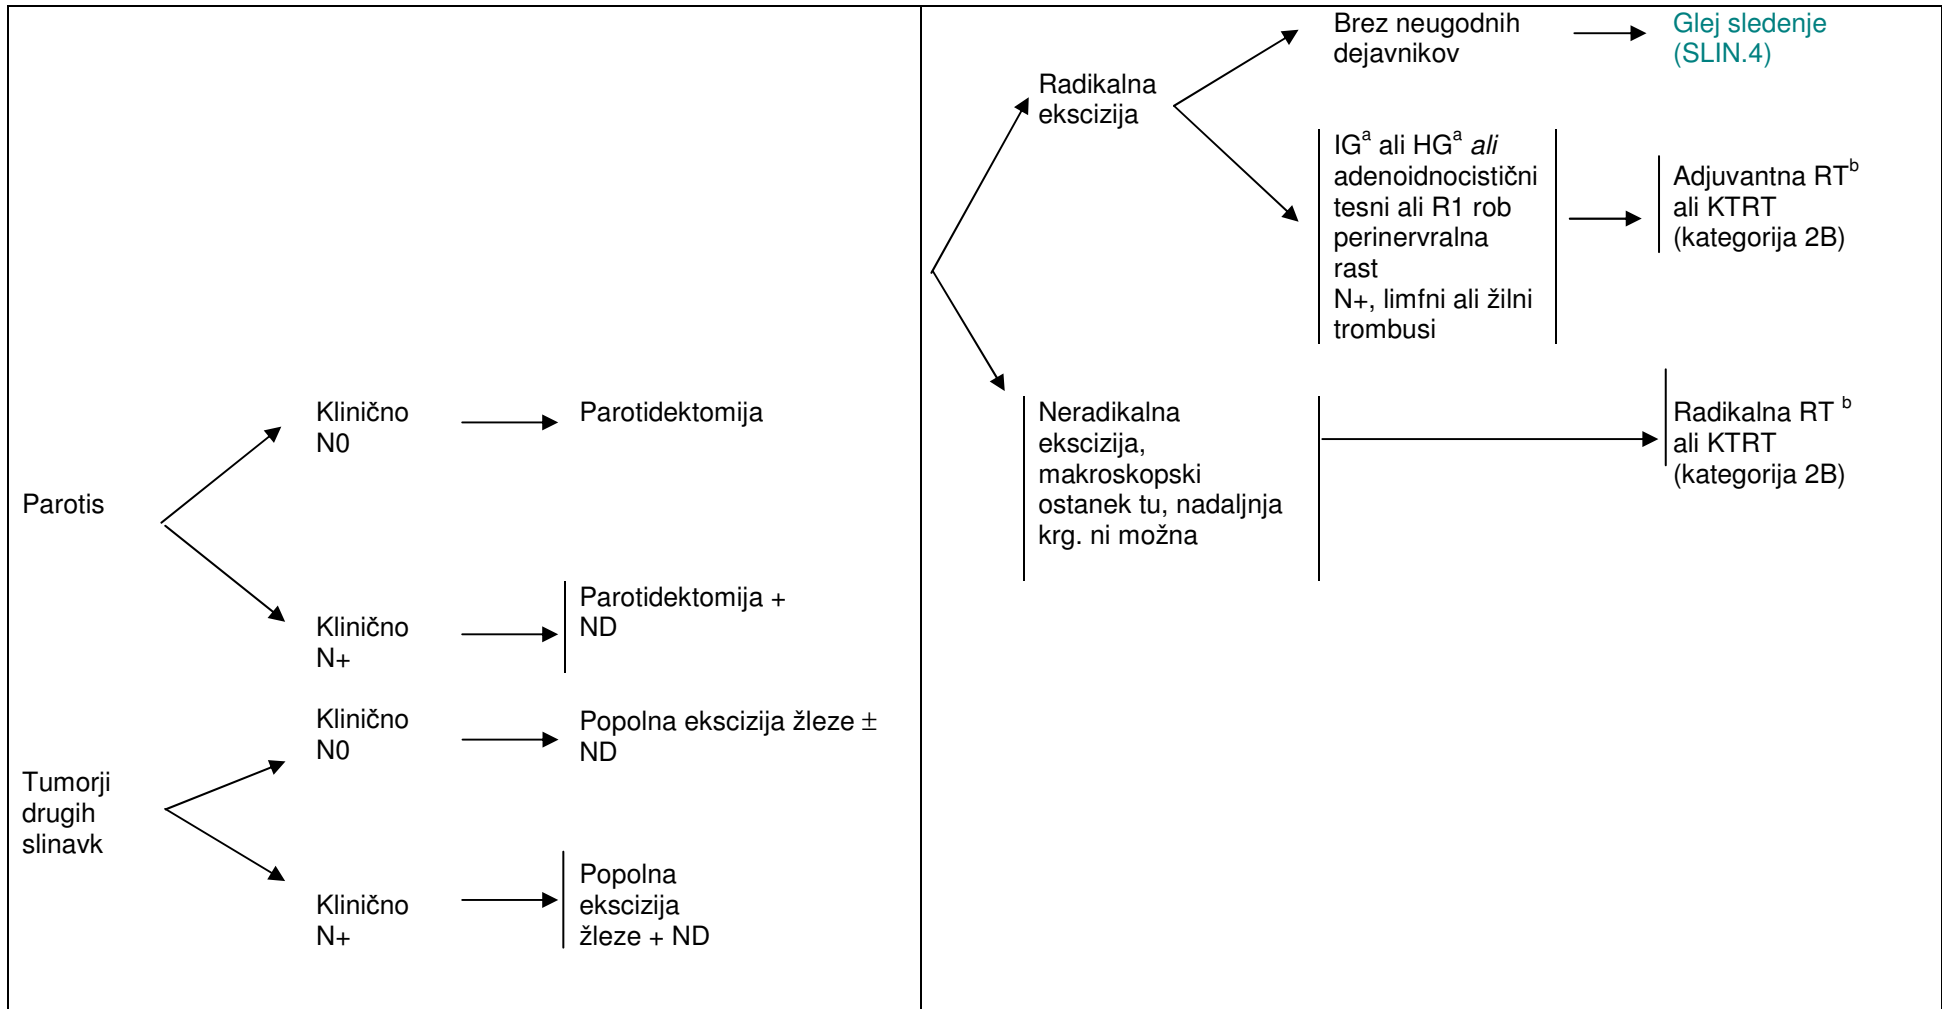 Parotis
Klinično
N0
Parotidektomija
Klinično
N+
Parotidektomija +
ND
Tumorji
drugih
slinavk
Klinično
N0
Popolna ekscizija žleze ±
ND
Klinično
N+
Popolna
ekscizija
žleze + ND
Radikalna
ekscizija
Brez neugodnih
dejavnikov
Glej sledenje
(SLIN.4)
IGª ali HGª ali
adenoidnocistični
tesni ali R1 rob
perinervralna
rast
N+, limfni ali žilni
trombusi
Adjuvantna RTᵇ
ali KTRT
(kategorija 2B)
Neradikalna
ekscizija,
makroskopski
ostanek tu, nadaljnja
krg. ni možna
Radikalna RT ᵇ
ali KTRT
(kategorija 2B)